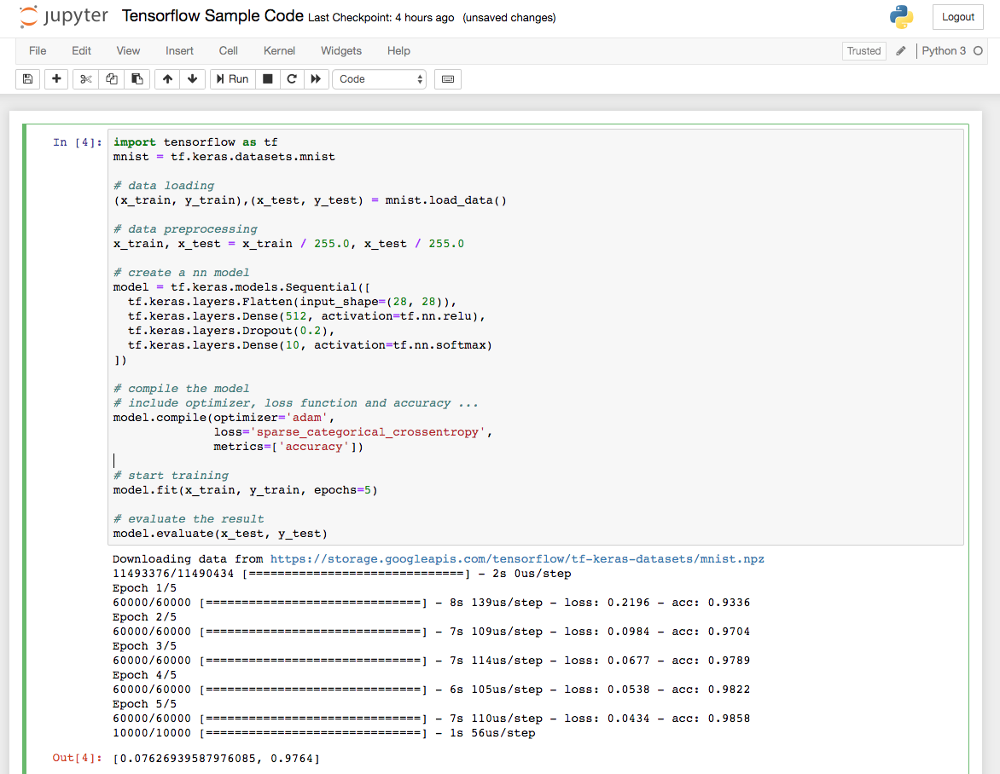 jupyter Tensorflow Sample Code Last Checkpoint: 4 hours ago (unsaved changes) Logout
File Edit View Insert Cell Kernel Widgets Help Trusted Python 3
Run Code
In [4]: import tensorflow as tf
mnist = tf.keras.datasets.mnist
# data loading
(x_train, y_train),(x_test, y_test) = mnist.load_data()
# data preprocessing
x_train, x_test = x_train / 255.0, x_test / 255.0
# create a nn model
model = tf.keras.models.Sequential([
  tf.keras.layers.Flatten(input_shape=(28, 28)),
  tf.keras.layers.Dense(512, activation=tf.nn.relu),
  tf.keras.layers.Dropout(0.2),
  tf.keras.layers.Dense(10, activation=tf.nn.softmax)
])
# compile the model
# include optimizer, loss function and accuracy ...
model.compile(optimizer='adam',
              loss='sparse_categorical_crossentropy',
              metrics=['accuracy'])
# start training
model.fit(x_train, y_train, epochs=5)
# evaluate the result
model.evaluate(x_test, y_test)
Downloading data from https://storage.googleapis.com/tensorflow/tf-keras-datasets/mnist.npz
11493376/11490434 [==============================] - 2s 0us/step
Epoch 1/5
60000/60000 [==============================] - 8s 139us/step - loss: 0.2196 - acc: 0.9336
Epoch 2/5
60000/60000 [==============================] - 7s 109us/step - loss: 0.0984 - acc: 0.9704
Epoch 3/5
60000/60000 [==============================] - 7s 114us/step - loss: 0.0677 - acc: 0.9789
Epoch 4/5
60000/60000 [==============================] - 6s 105us/step - loss: 0.0538 - acc: 0.9822
Epoch 5/5
60000/60000 [==============================] - 7s 110us/step - loss: 0.0434 - acc: 0.9858
10000/10000 [==============================] - 1s 56us/step
Out[4]: [0.07626939587976085, 0.9764]